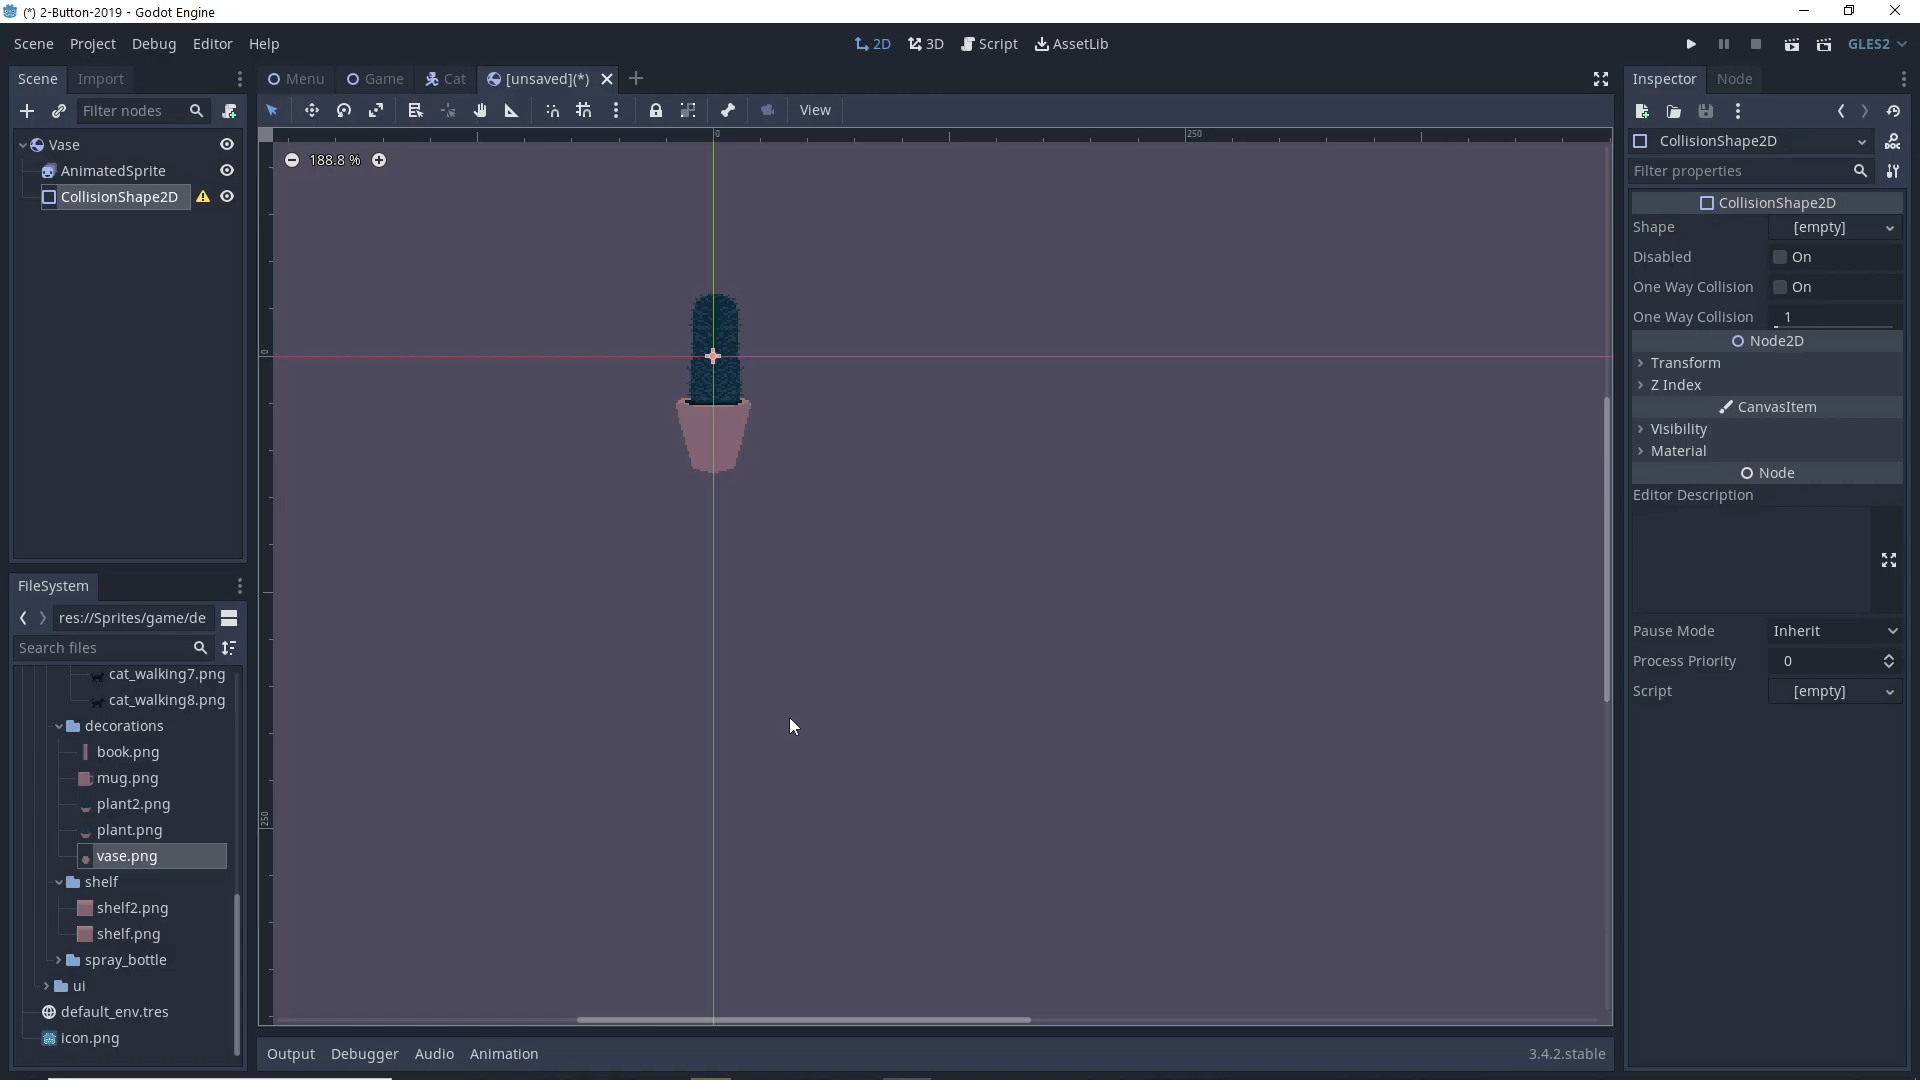 (*) 2-Button-2019 - Godot Engine
Scene Project Debug Editor Help
2D 3D Script AssetLib
GLES2
Scene Import
Filter nodes
Vase
AnimatedSprite
CollisionShape2D
FileSystem
res://Sprites/game/de
Search files
cat_walking7.png
cat_walking8.png
decorations
book.png
mug.png
plant2.png
plant.png
vase.png
shelf
shelf2.png
shelf.png
spray_bottle
ui
default_env.tres
icon.png
Menu Game Cat [unsaved](*)
View
0 250
188.8 %
0
250
Output Debugger Audio Animation 3.4.2.stable
Inspector Node
CollisionShape2D
Filter properties
CollisionShape2D
Shape [empty]
Disabled On
One Way Collision On
One Way Collision 1
Node2D
Transform
Z Index
CanvasItem
Visibility
Material
Node
Editor Description
Pause Mode Inherit
Process Priority 0
Script [empty]